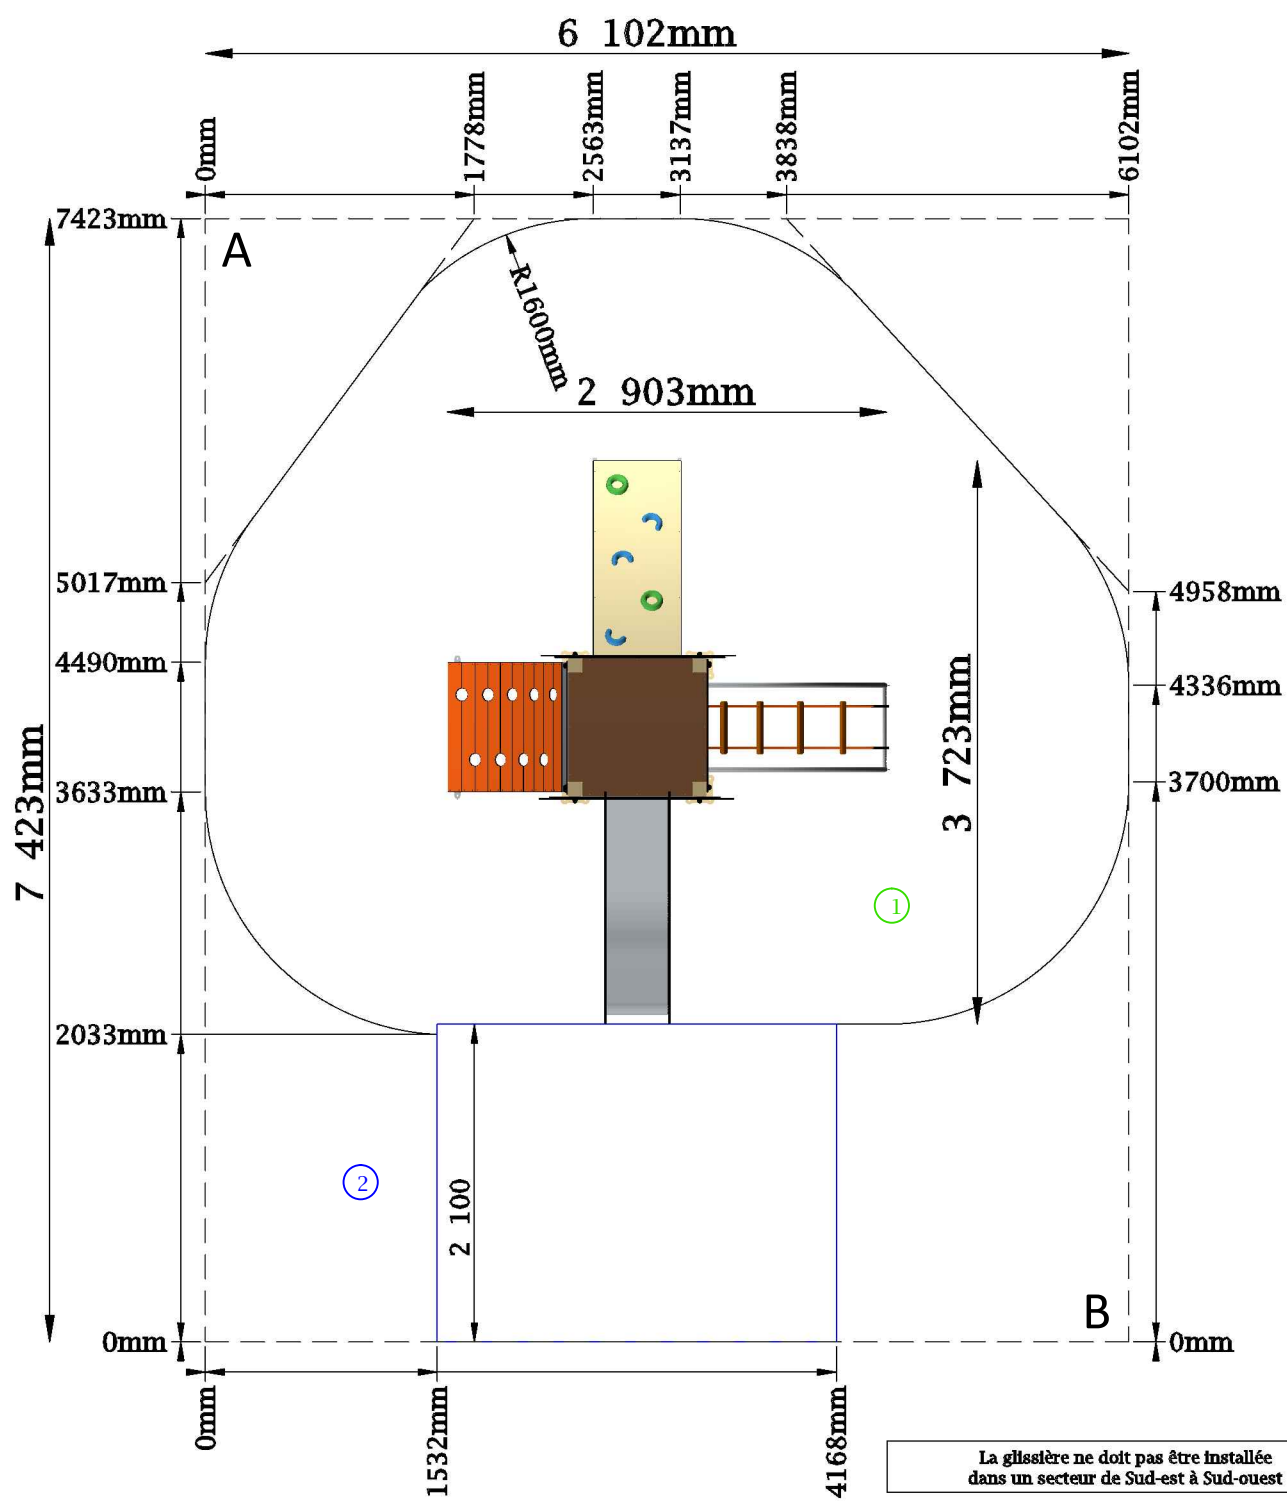 6 102mm
0mm
1778mm
2563mm
3137mm
3838mm
6102mm
7423mm
A
R1600mm
2 903mm
5017mm
4958mm
4490mm
4336mm
3 723mm
7 423mm
3633mm
3700mm
1
2033mm
2
2 100
B
0mm
0mm
0mm
1532mm
4168mm
La glissière ne doit pas être installée
dans un secteur de Sud-est à Sud-ouest